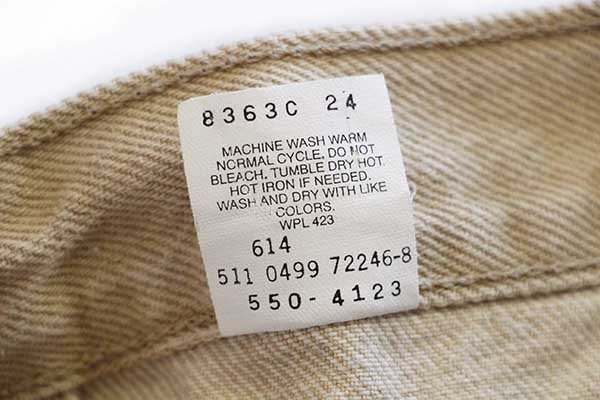 8363C 24
MACHINE WASH WARM
NORMAL CYCLE, DO NOT
BLEACH. TUMBLE DRY HOT.
HOT IRON IF NEEDED.
WASH AND DRY WITH LIKE
COLORS.
WPL 423
614
511 0499 72246-8
550-4123